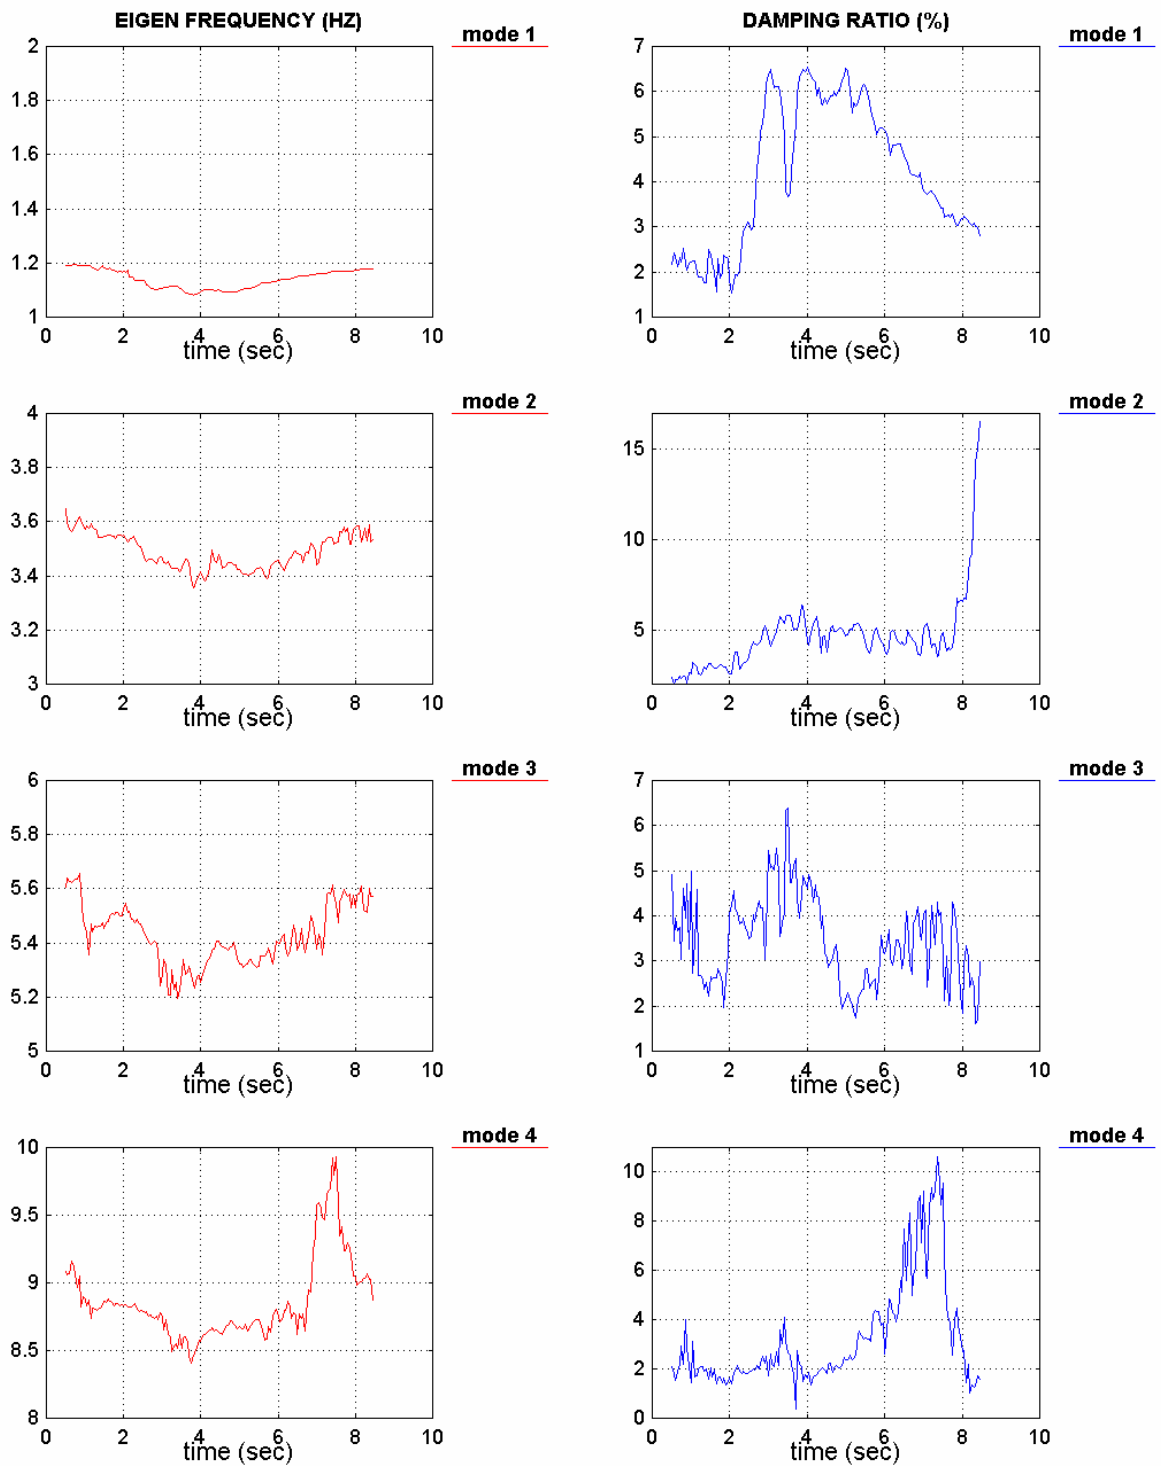 EIGEN FREQUENCY (HZ)
DAMPING RATIO (%)
mode 1
2
1.8
1.6
1.4
1.2
1
0 2 4 6 8 10
time (sec)
mode 1
7
6
5
4
3
2
1
0 2 4 6 8 10
time (sec)
mode 2
4
3.8
3.6
3.4
3.2
3
0 2 4 6 8 10
time (sec)
mode 2
15
10
5
0 2 4 6 8 10
time (sec)
mode 3
6
5.8
5.6
5.4
5.2
5
0 2 4 6 8 10
time (sec)
mode 3
7
6
5
4
3
2
1
0 2 4 6 8 10
time (sec)
mode 4
10
9.5
9
8.5
8
0 2 4 6 8 10
time (sec)
mode 4
10
8
6
4
2
0
0 2 4 6 8 10
time (sec)